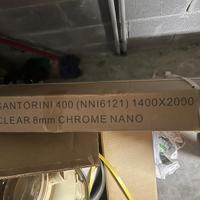 SANTORINI 400 (NNI6121) 1400X2000
CLEAR 8mm CHROME NANO